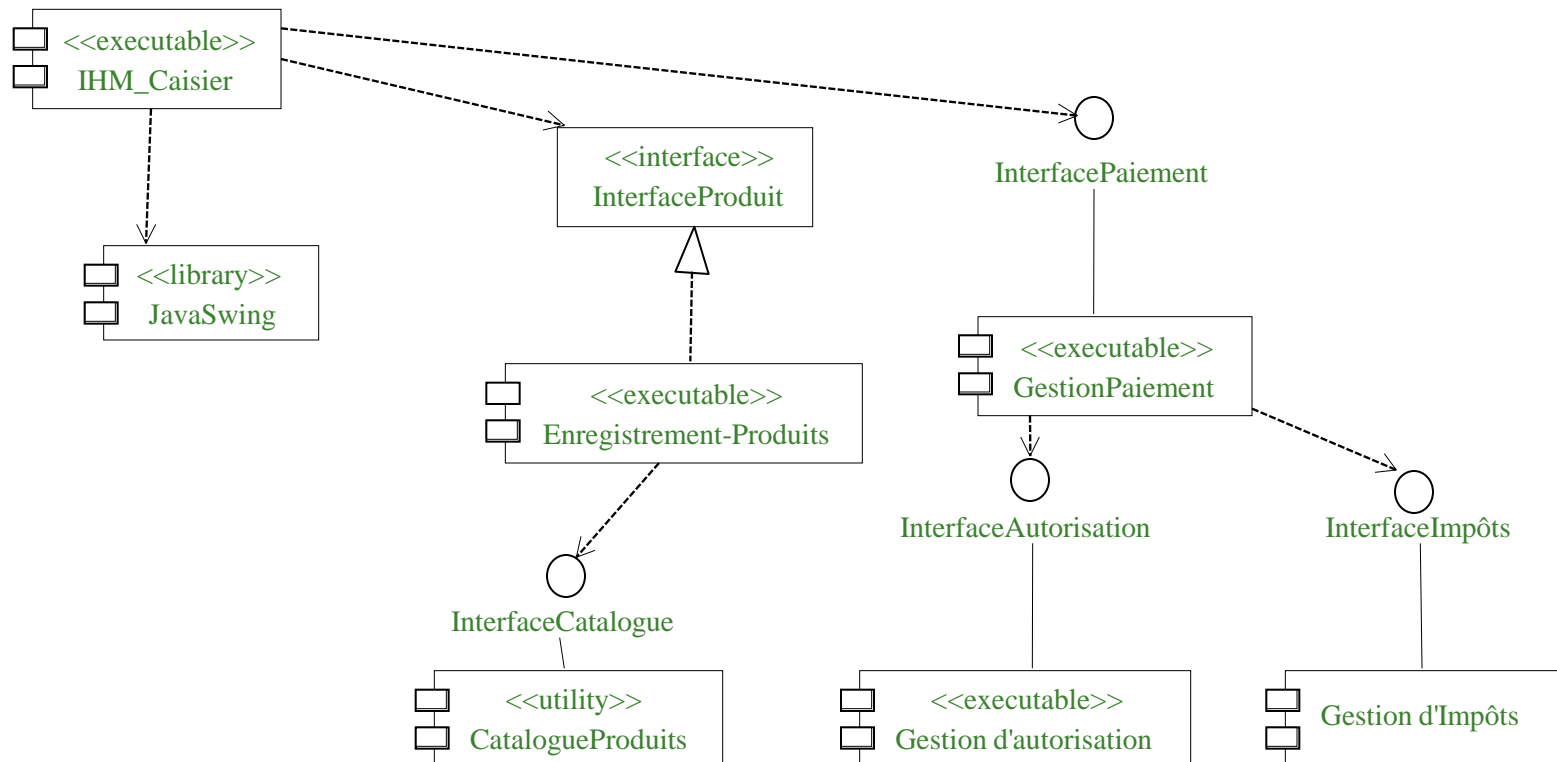 <<executable>>
IHM_Caisier
<<interface>>
InterfaceProduit
InterfacePaiement
<<library>>
JavaSwing
<<executable>>
GestionPaiement
<<executable>>
Enregistrement-Produits
InterfaceAutorisation
InterfaceImpôts
InterfaceCatalogue
<<utility>>
CatalogueProduits
<<executable>>
Gestion d'autorisation
Gestion d'Impôts